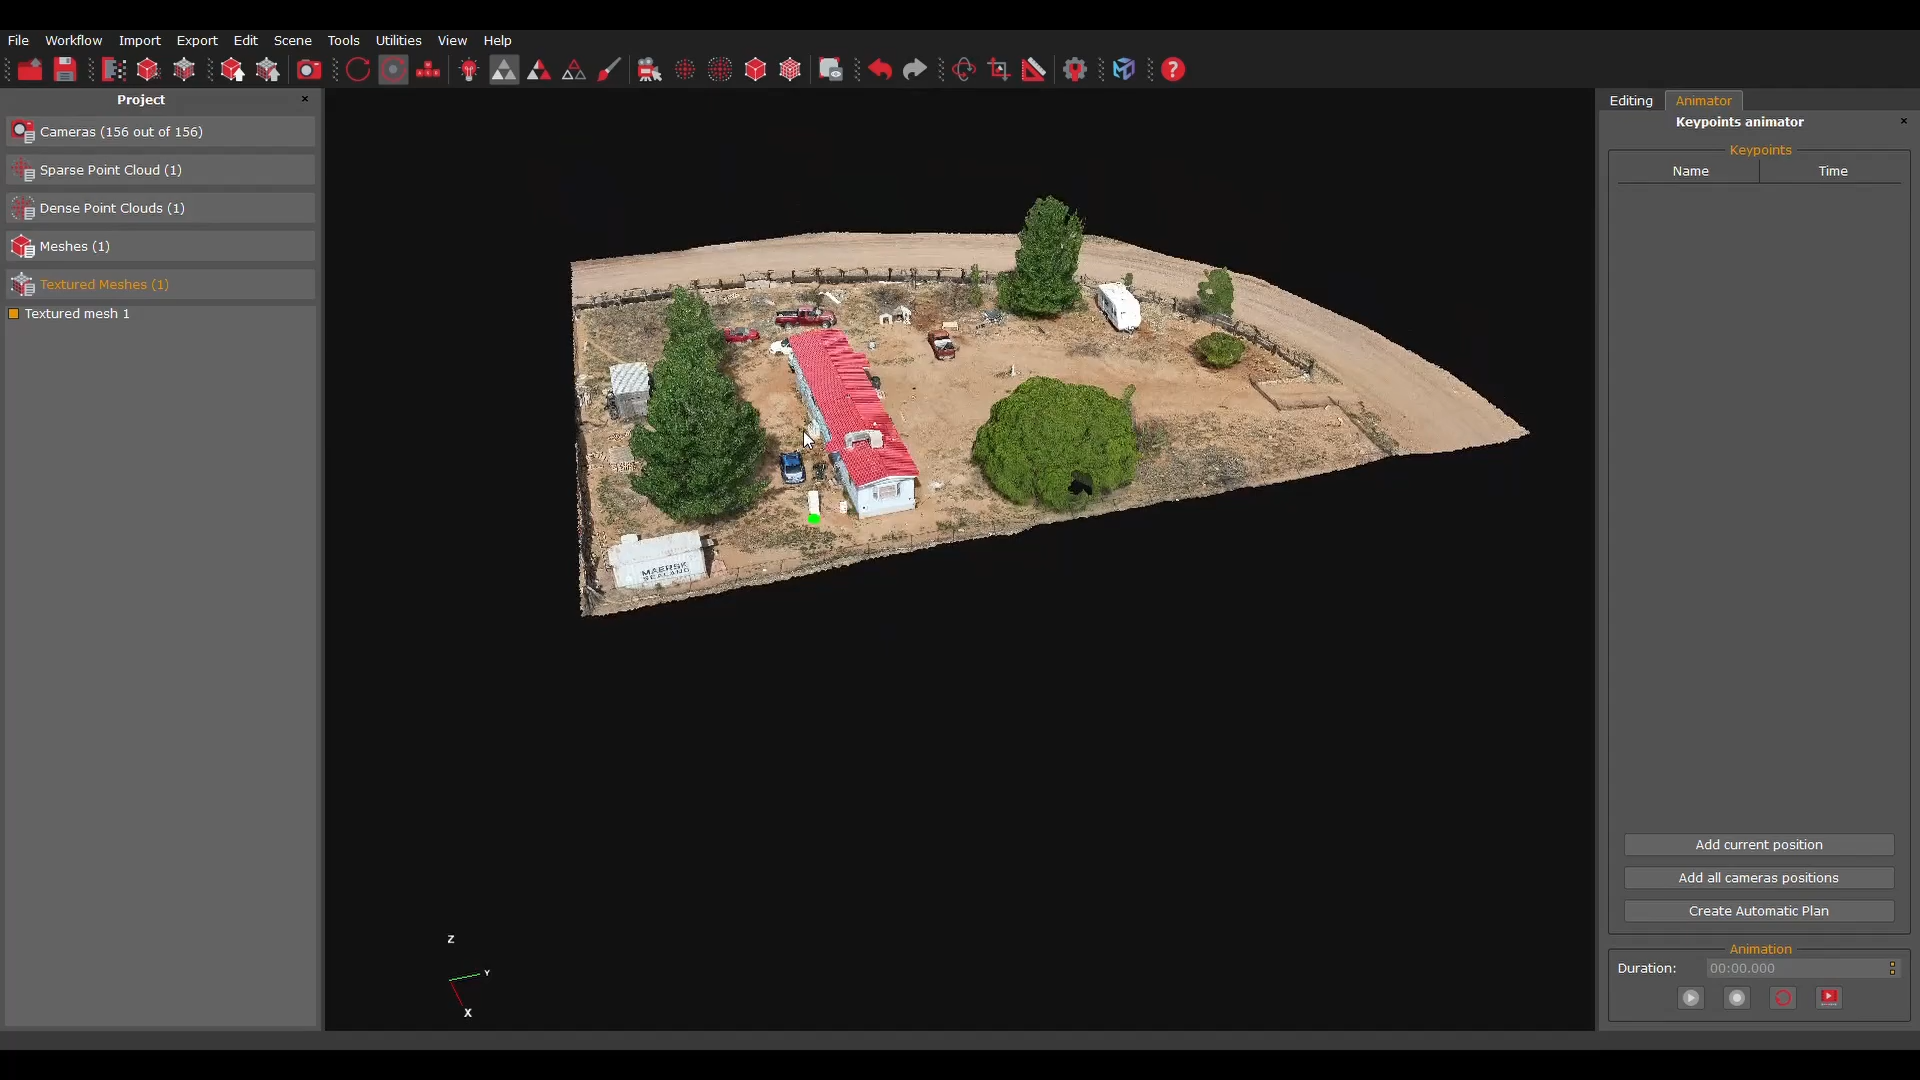 File Workflow Import Export Edit Scene Tools Utilities View Help
Project
Cameras (156 out of 156)
Sparse Point Cloud (1)
Dense Point Clouds (1)
Meshes (1)
Textured Meshes (1)
Textured mesh 1
MAERSK
SEALAND
Z
Y
X
Editing Animator
Keypoints animator
Keypoints
Name Time
Add current position
Add all cameras positions
Create Automatic Plan
Animation
Duration: 00:00.000